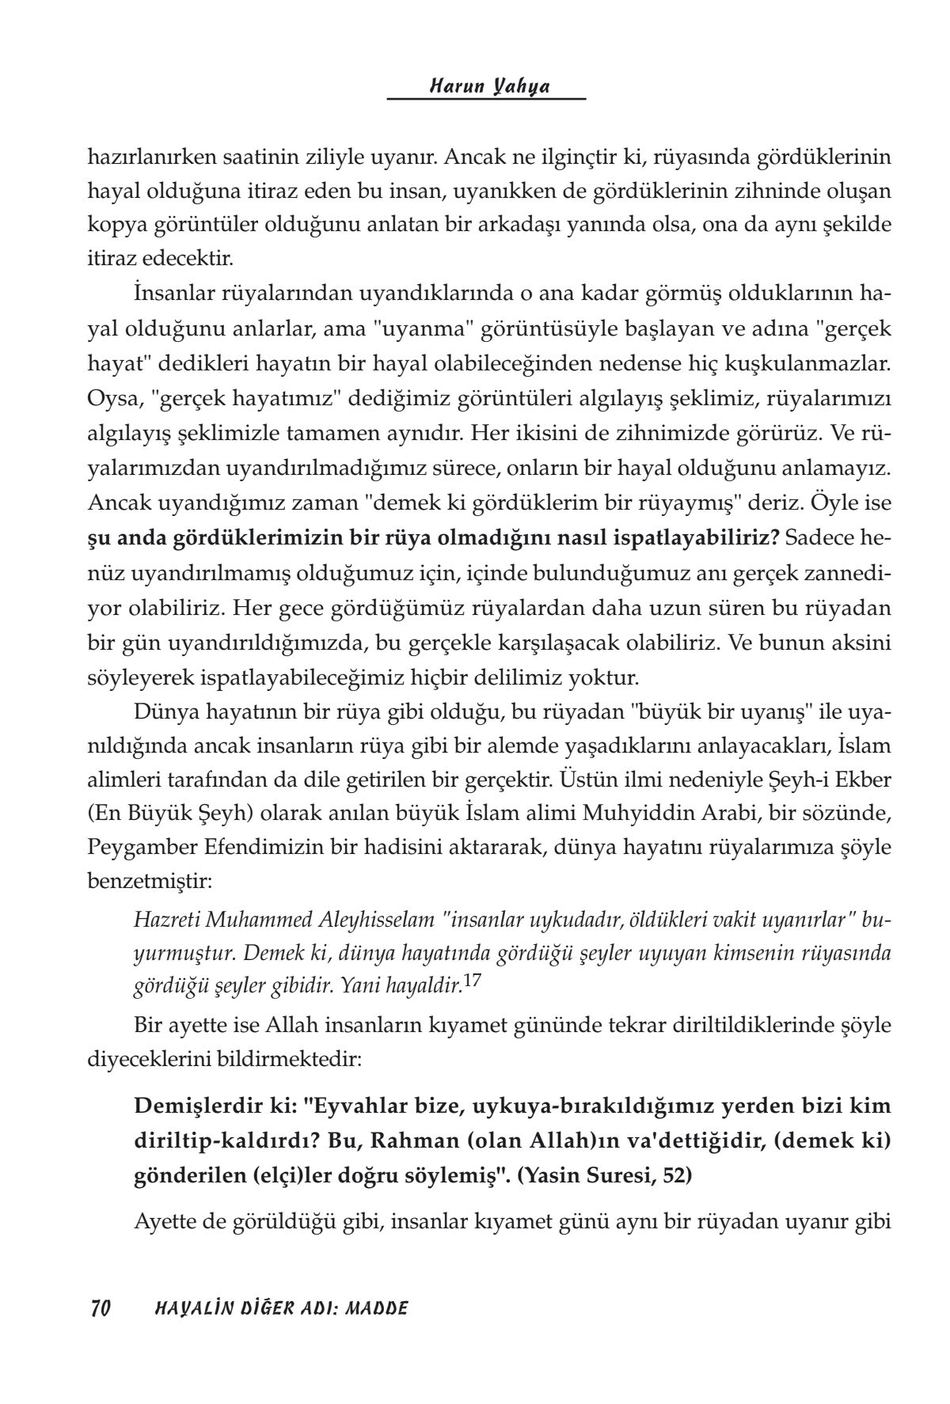 Harun Yahya
hazırlanırken saatinin ziliyle uyanır. Ancak ne ilginçtir ki, rüyasında gördüklerinin
hayal olduğuna itiraz eden bu insan, uyanıkken de gördüklerinin zihninde oluşan
kopya görüntüler olduğunu anlatan bir arkadaşı yanında olsa, ona da aynı şekilde
itiraz edecektir.
İnsanlar rüyalarından uyandıklarında o ana kadar görmüş olduklarının ha-
yal olduğunu anlarlar, ama "uyanma" görüntüsüyle başlayan ve adına "gerçek
hayat" dedikleri hayatın bir hayal olabileceğinden nedense hiç kuşkulanmazlar.
Oysa, "gerçek hayatımız" dediğimiz görüntüleri algılayış şeklimiz, rüyalarımızı
algılayış şeklimizle tamamen aynıdır. Her ikisini de zihnimizde görürüz. Ve rü-
yalarımızdan uyandırılmadığımız sürece, onların bir hayal olduğunu anlamayız.
Ancak uyandığımız zaman "demek ki gördüklerim bir rüyaymış" deriz. Öyle ise
şu anda gördüklerimizin bir rüya olmadığını nasıl ispatlayabiliriz? Sadece he-
nüz uyandırılmamış olduğumuz için, içinde bulunduğumuz anı gerçek zannedi-
yor olabiliriz. Her gece gördüğümüz rüyalardan daha uzun süren bu rüyadan
bir gün uyandırıldığımızda, bu gerçekle karşılaşacak olabiliriz. Ve bunun aksini
söyleyerek ispatlayabileceğimiz hiçbir delilimiz yoktur.
Dünya hayatının bir rüya gibi olduğu, bu rüyadan "büyük bir uyanış" ile uya-
nıldığında ancak insanların rüya gibi bir alemde yaşadıklarını anlayacakları, İslam
alimleri tarafından da dile getirilen bir gerçektir. Üstün ilmi nedeniyle Şeyh-i Ekber
(En Büyük Şeyh) olarak anılan büyük İslam alimi Muhyiddin Arabi, bir sözünde,
Peygamber Efendimizin bir hadisini aktararak, dünya hayatını rüyalarımıza şöyle
benzetmiştir:
Hazreti Muhammed Aleyhisselam "insanlar uykudadır, öldükleri vakit uyanırlar" bu-
yurmuştur. Demek ki, dünya hayatında gördüğü şeyler uyuyan kimsenin rüyasında
gördüğü şeyler gibidir. Yani hayaldir.17
Bir ayette ise Allah insanların kıyamet gününde tekrar diriltildiklerinde şöyle
diyeceklerini bildirmektedir:
Demişlerdir ki: "Eyvahlar bize, uykuya-bırakıldığımız yerden bizi kim
diriltip-kaldırdı? Bu, Rahman (olan Allah)ın va'dettiğidir, (demek ki)
gönderilen (elçi)ler doğru söylemiş". (Yasin Suresi, 52)
Ayette de görüldüğü gibi, insanlar kıyamet günü aynı bir rüyadan uyanır gibi
70 HAYALİN DİĞER ADI: MADDE